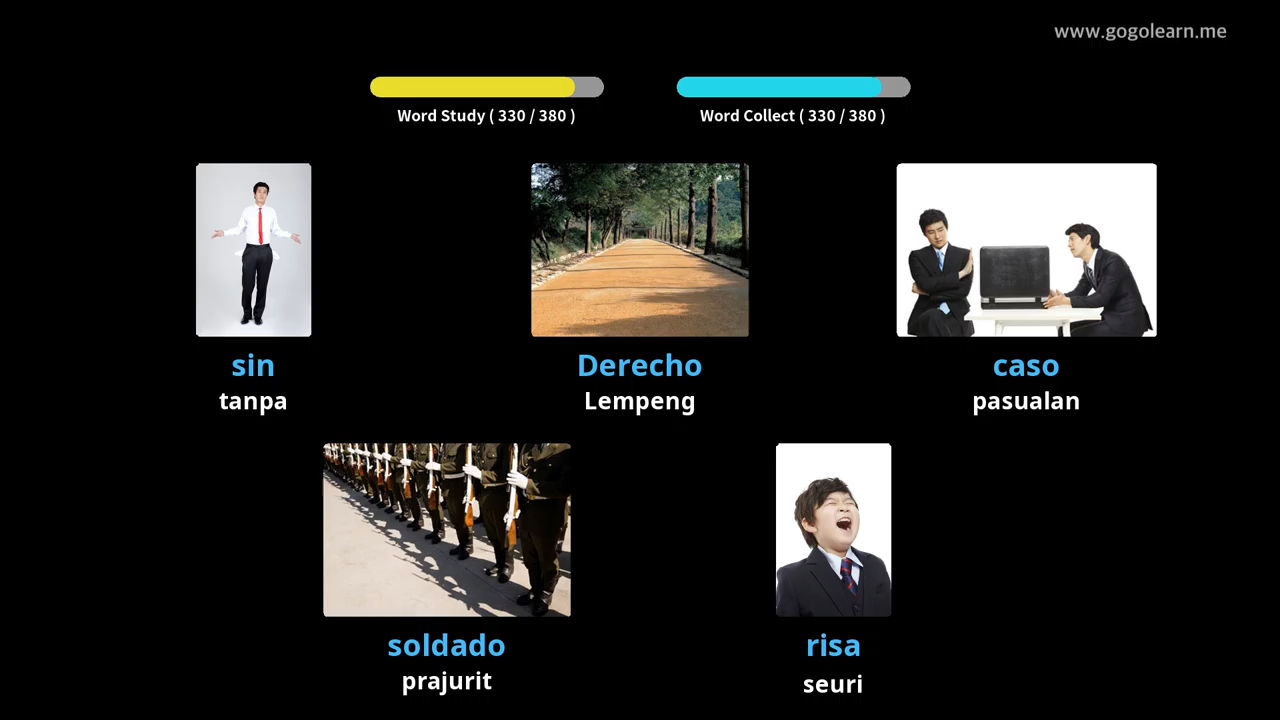 www.gogolearn.me
Word Study ( 330 / 380 )
Word Collect ( 330 / 380 )
sin
tanpa
Derecho
Lempeng
caso
pasualan
soldado
prajurit
risa
seuri